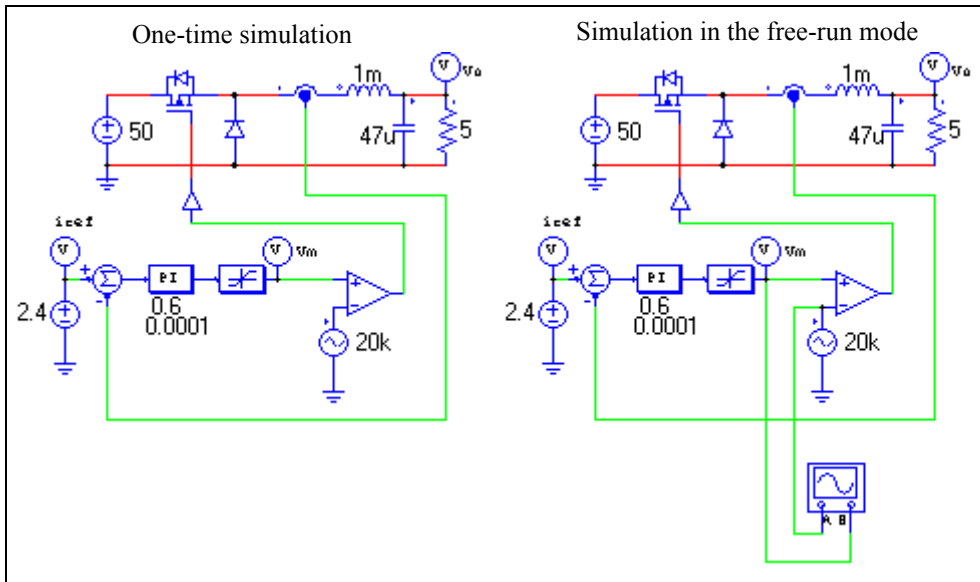 One-time simulation
1m
V
Vo
50
47u
5
iref
V
V
Vm
+
Σ
-
PI
2.4
0.6
0.0001
20k
Simulation in the free-run mode
1m
V
Vo
50
47u
5
iref
V
V
Vm
+
Σ
-
PI
2.4
0.6
0.0001
20k
A B